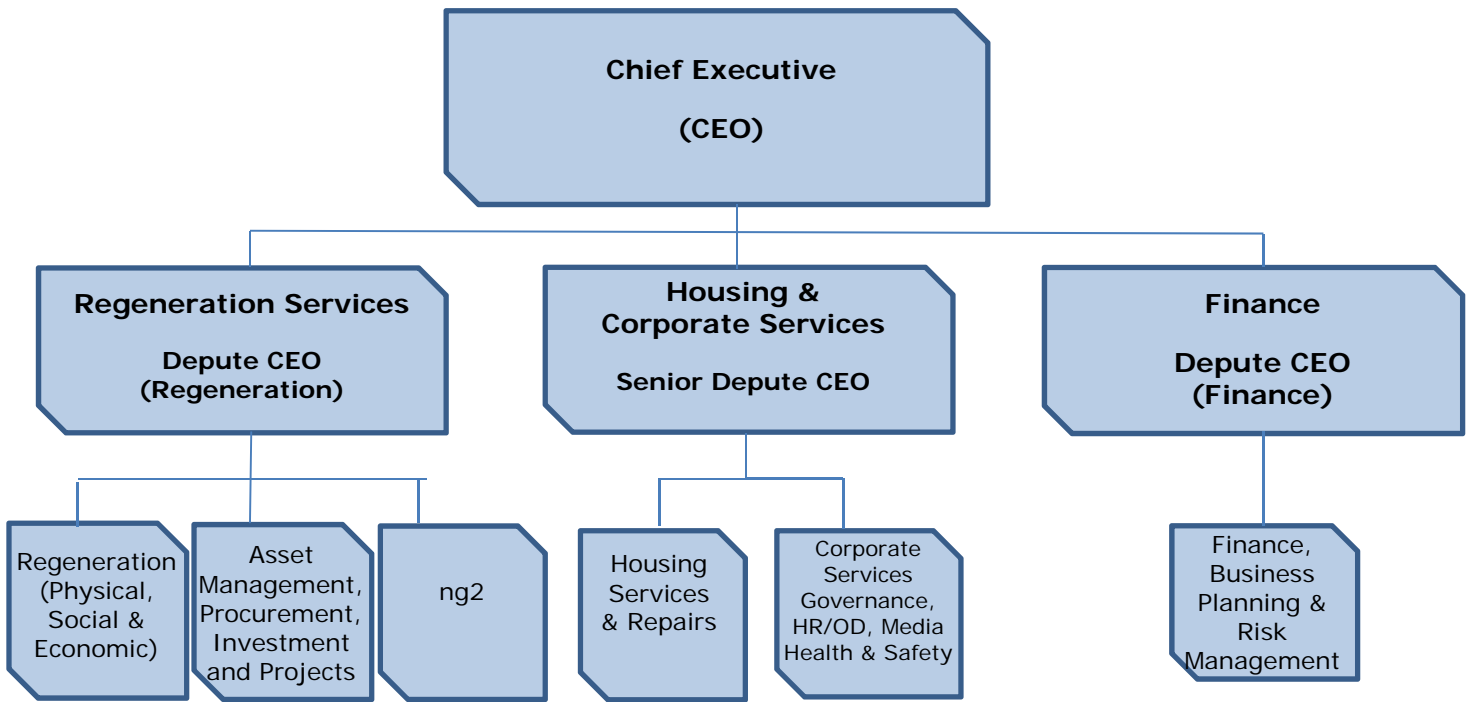 Chief Executive
(CEO)
Regeneration Services
Depute CEO
(Regeneration)
Housing &
Corporate Services
Senior Depute CEO
Finance
Depute CEO
(Finance)
Regeneration
(Physical,
Social &
Economic)
Asset
Management,
Procurement,
Investment
and Projects
ng2
Housing
Services
& Repairs
Corporate
Services
Governance,
HR/OD, Media
Health & Safety
Finance,
Business
Planning &
Risk
Management